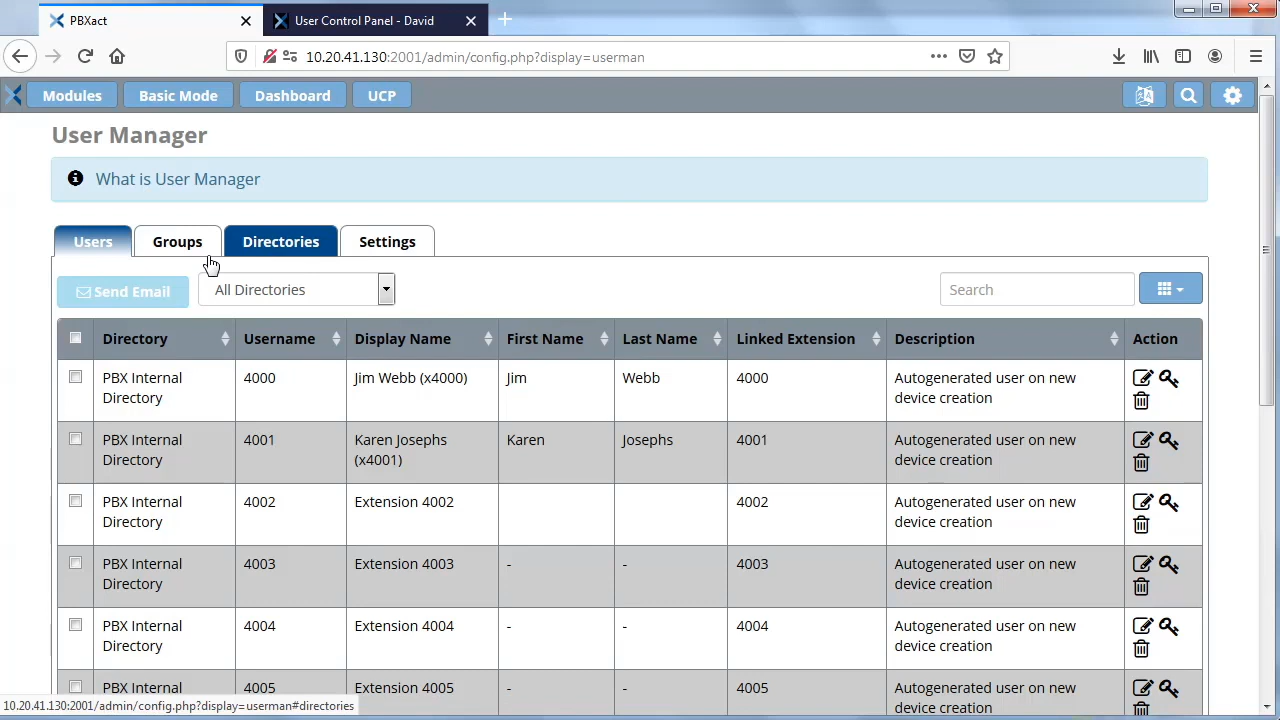 PBXact
User Control Panel - David
10.20.41.130:2001/admin/config.php?display=userman
Modules
Basic Mode
Dashboard
UCP
User Manager
What is User Manager
Users
Groups
Directories
Settings
Send Email
All Directories
Search
Directory Username Display Name First Name Last Name Linked Extension Description Action
PBX Internal Directory 4000 Jim Webb (x4000) Jim Webb 4000 Autogenerated user on new device creation
PBX Internal Directory 4001 Karen Josephs (x4001) Karen Josephs 4001 Autogenerated user on new device creation
PBX Internal Directory 4002 Extension 4002 4002 Autogenerated user on new device creation
PBX Internal Directory 4003 Extension 4003 - - 4003 Autogenerated user on new device creation
PBX Internal Directory 4004 Extension 4004 - - 4004 Autogenerated user on new device creation
PBX Internal 4005 Extension 4005 - - 4005 Autogenerated user on new device creation
10.20.41.130:2001/admin/config.php?display=userman#directories